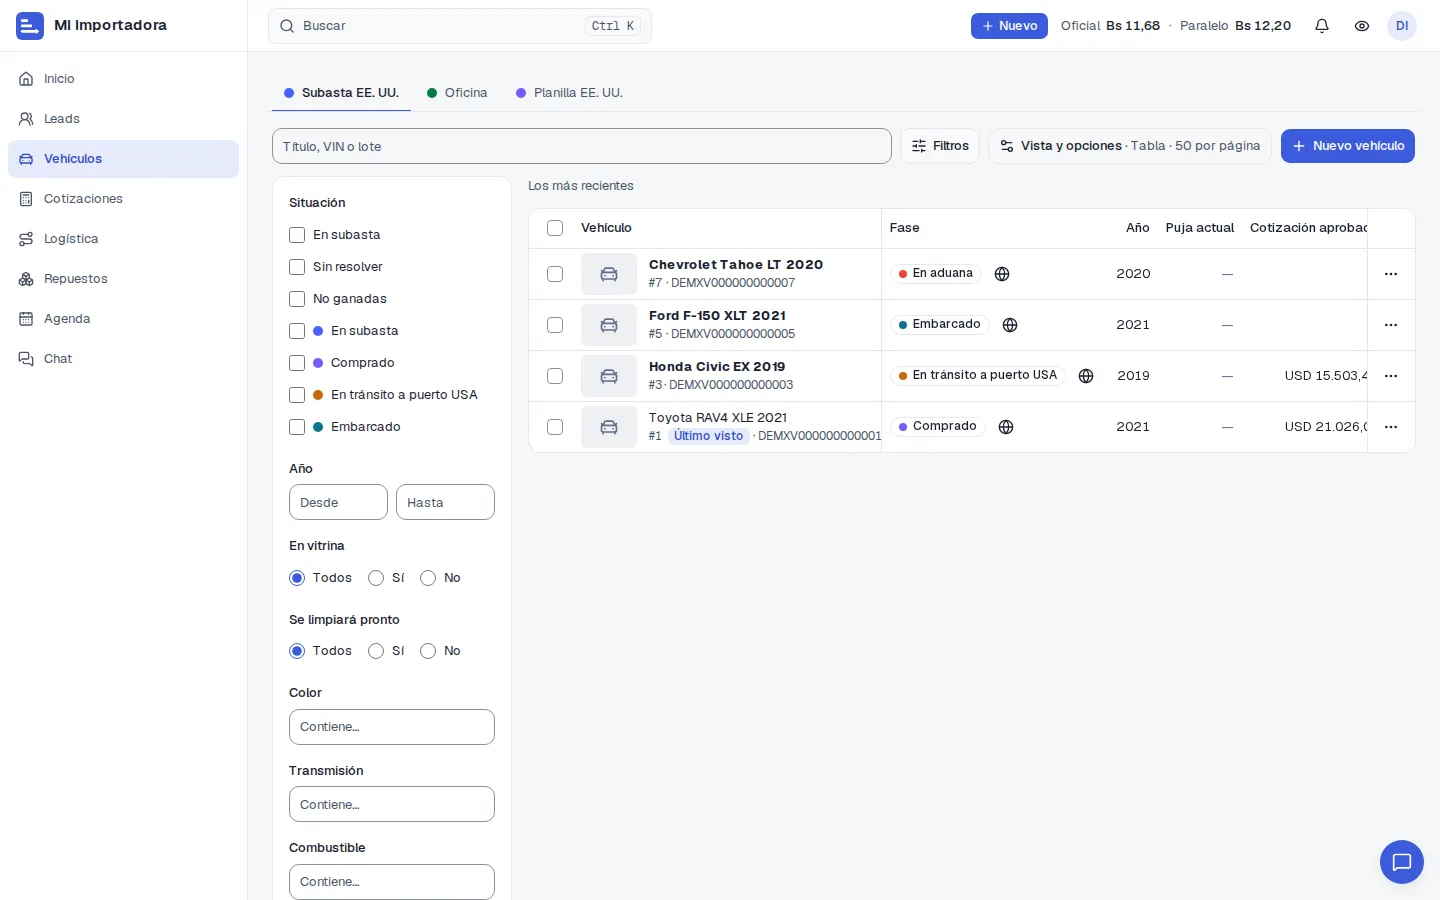 Mi Importadora
Buscar
Ctrl K
Nuevo
Oficial Bs 11,68 · Paralelo Bs 12,20
DI
Inicio
Leads
Vehículos
Cotizaciones
Logística
Repuestos
Agenda
Chat
Subasta EE. UU.
Oficina
Planilla EE. UU.
Título, VIN o lote
Filtros
Vista y opciones · Tabla · 50 por página
Nuevo vehículo
Situación
En subasta
Sin resolver
No ganadas
En subasta
Comprado
En tránsito a puerto USA
Embarcado
Año
Desde
Hasta
En vitrina
Todos
Sí
No
Se limpiará pronto
Todos
Sí
No
Color
Contiene...
Transmisión
Contiene...
Combustible
Contiene...
Los más recientes
Vehículo
Fase
Año
Puja actual
Cotización aprobac
Chevrolet Tahoe LT 2020
#7 · DEMXV000000000007
En aduana
2020
—
Ford F-150 XLT 2021
#5 · DEMXV000000000005
Embarcado
2021
—
Honda Civic EX 2019
#3 · DEMXV000000000003
En tránsito a puerto USA
2019
—
USD 15.503,4
Toyota RAV4 XLE 2021
#1 Último visto · DEMXV000000000001
Comprado
2021
—
USD 21.026,0